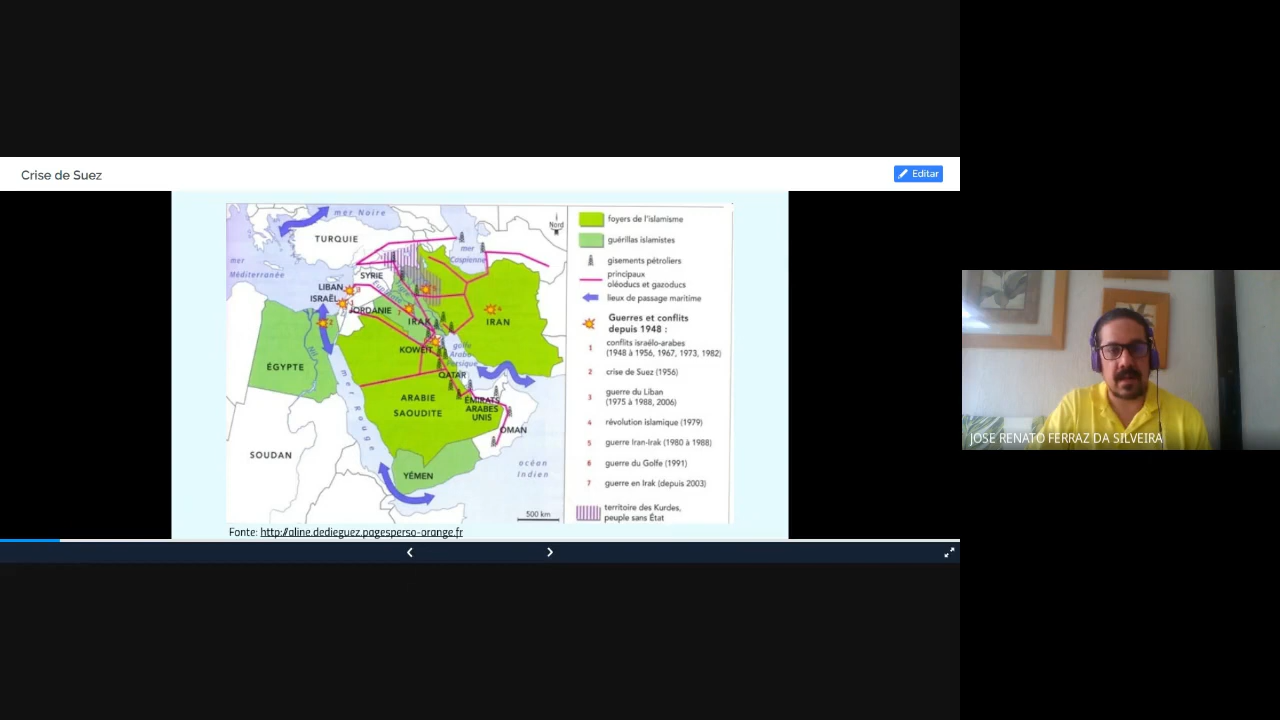 Crise de Suez
Editar
mer Noire
Nord
TURQUIE
mer
Caspienne
mer
Méditerranée
SYRIE
LIBAN
ISRAËL
JORDANIE
IRAK
IRAN
KOWEÏT
golfe
Arabo
Persique
ÉGYPTE
Nil
QATAR
mer Rouge
ARABIE
SAOUDITE
ÉMIRATS
ARABES
UNIS
OMAN
SOUDAN
océan
Indien
YÉMEN
500 km
foyers de l'islamisme
guérillas islamistes
gisements pétroliers
principaux
oléoducs et gazoducs
lieux de passage maritime
Guerres et conflits
depuis 1948 :
1 conflits israélo-arabes
(1948 à 1956, 1967, 1973, 1982)
2 crise de Suez (1956)
3 guerre du Liban
(1975 à 1988, 2006)
4 révolution islamique (1979)
5 guerre Iran-Irak (1980 à 1988)
6 guerre du Golfe (1991)
7 guerre en Irak (depuis 2003)
territoire des Kurdes,
peuple sans État
Fonte: http://aline.dedieguez.pagesperso-orange.fr
JOSE RENATO FERRAZ DA SILVEIRA